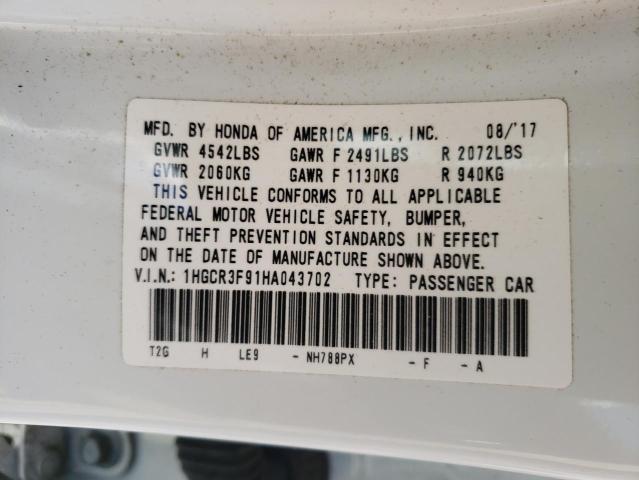 MFD. BY HONDA OF AMERICA MFG., INC. 08/'17
GVWR 4542LBS GAWR F 2491LBS R 2072LBS
GVWR 2060KG GAWR F 1130KG R 940KG
THIS VEHICLE CONFORMS TO ALL APPLICABLE
FEDERAL MOTOR VEHICLE SAFETY, BUMPER,
AND THEFT PREVENTION STANDARDS IN EFFECT
ON THE DATE OF MANUFACTURE SHOWN ABOVE.
V.I.N.: 1HGCR3F91HA043702 TYPE: PASSENGER CAR
T2G H LE9 - NH788PX - F - A